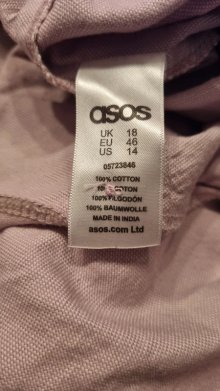 asos
UK 18
EU 46
US 14
05723846
100% COTTON
100% COTON
100% ALGODÓN
100% BAUMWOLLE
MADE IN INDIA
asos.com Ltd